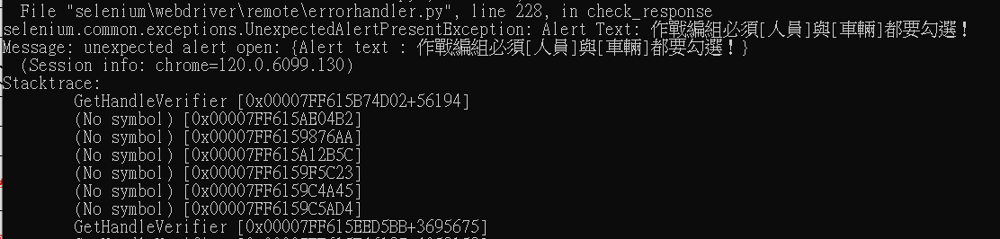 File "selenium\webdriver\remote\errorhandler.py", line 228, in check_response
selenium.common.exceptions.UnexpectedAlertPresentException: Alert Text: 作戰編組必須[人員]與[車輛]都要勾選！
Message: unexpected alert open: {Alert text : 作戰編組必須[人員]與[車輛]都要勾選！}
(Session info: chrome=120.0.6099.130)
Stacktrace:
GetHandleVerifier [0x00007FF615B74D02+56194]
(No symbol) [0x00007FF615AE04B2]
(No symbol) [0x00007FF6159876AA]
(No symbol) [0x00007FF615A12B5C]
(No symbol) [0x00007FF6159F5C23]
(No symbol) [0x00007FF6159C4A45]
(No symbol) [0x00007FF6159C5AD4]
GetHandleVerifier [0x00007FF615EED5BB+3695675]